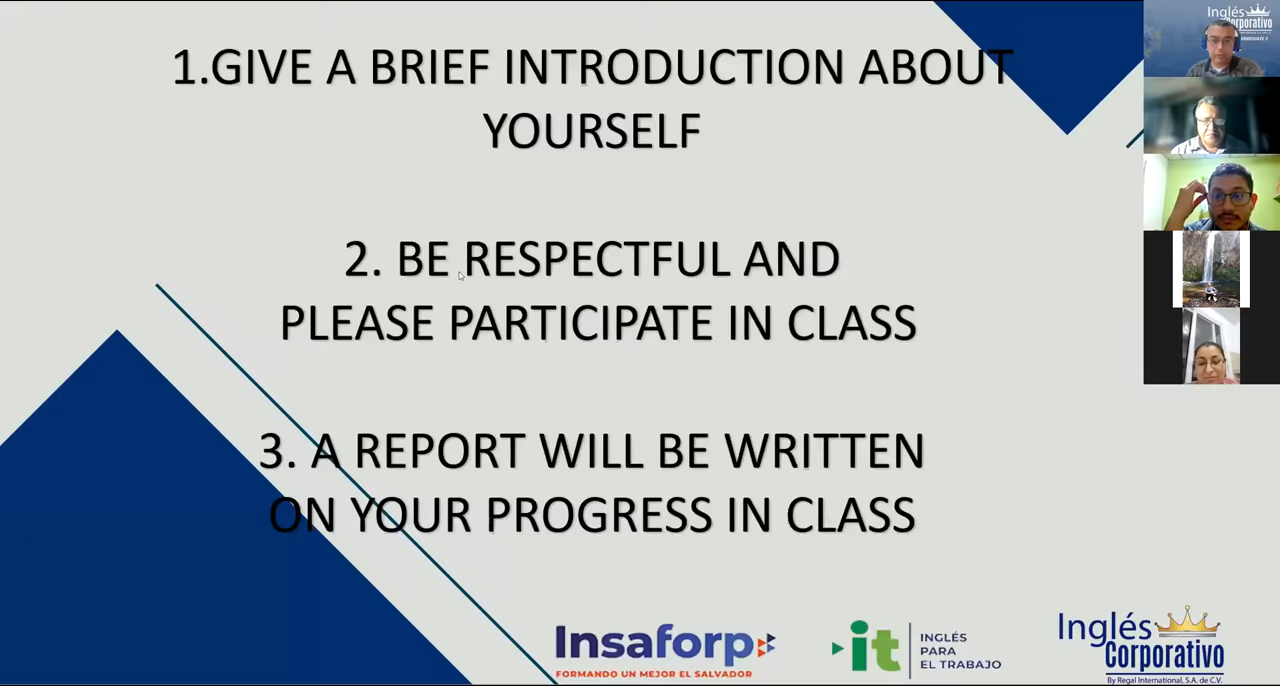 1.GIVE A BRIEF INTRODUCTION ABOUT
YOURSELF
2. BE RESPECTFUL AND
PLEASE PARTICIPATE IN CLASS
3. A REPORT WILL BE WRITTEN
ON YOUR PROGRESS IN CLASS
Insaforp
FORMANDO UN MEJOR EL SALVADOR
it
INGLÉS
PARA
EL TRABAJO
Inglés
Corporativo
By Regal International, S.A. de C.V.
Inglés
Corporativo